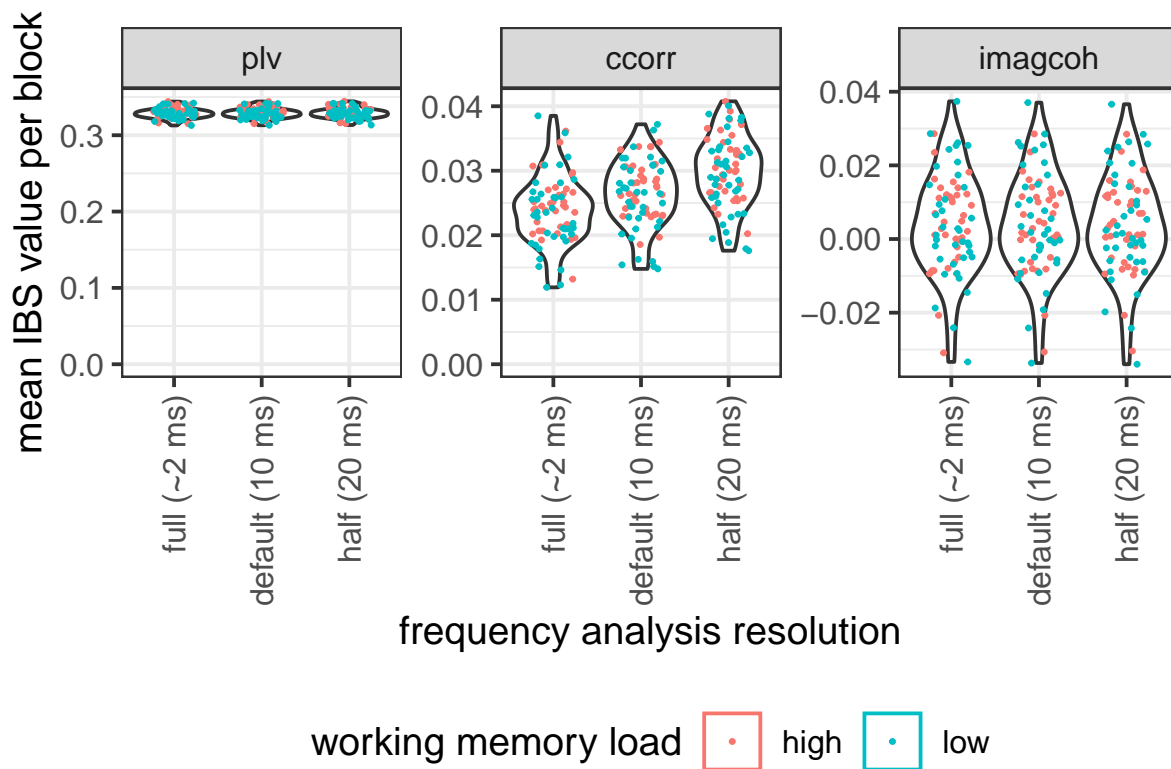 plv
ccorr
imagcoh
mean IBS value per block
0.3
0.2
0.1
0.0
0.04
0.03
0.02
0.01
0.00
0.04
0.02
0.00
−0.02
full (~2 ms)
default (10 ms)
half (20 ms)
full (~2 ms)
default (10 ms)
half (20 ms)
full (~2 ms)
default (10 ms)
half (20 ms)
frequency analysis resolution
working memory load high low